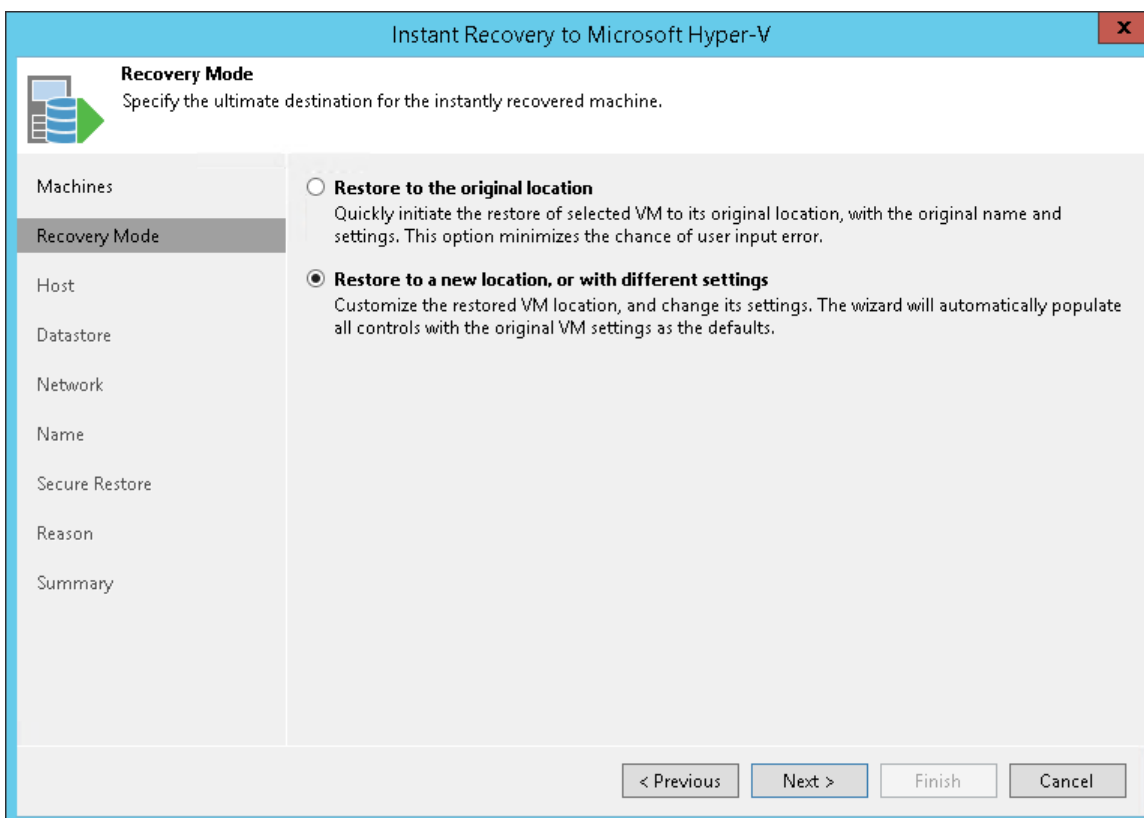 Instant Recovery to Microsoft Hyper-V
x
Recovery Mode
Specify the ultimate destination for the instantly recovered machine.
Machines
Recovery Mode
Host
Datastore
Network
Name
Secure Restore
Reason
Summary
Restore to the original location
Quickly initiate the restore of selected VM to its original location, with the original name and
settings. This option minimizes the chance of user input error.
Restore to a new location, or with different settings
Customize the restored VM location, and change its settings. The wizard will automatically populate
all controls with the original VM settings as the defaults.
< Previous
Next >
Finish
Cancel